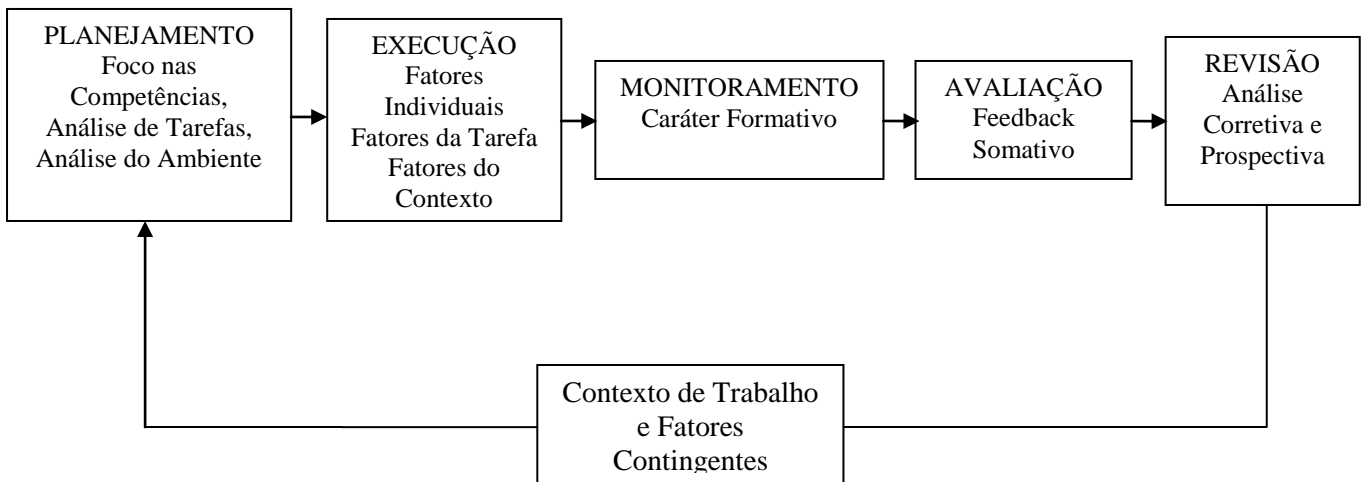 PLANEJAMENTO
Foco nas
Competências,
Análise de Tarefas,
Análise do Ambiente
EXECUÇÃO
Fatores
Individuais
Fatores da Tarefa
Fatores do
Contexto
MONITORAMENTO
Caráter Formativo
AVALIAÇÃO
Feedback
Somativo
REVISÃO
Análise
Corretiva e
Prospectiva
Contexto de Trabalho
e Fatores
Contingentes